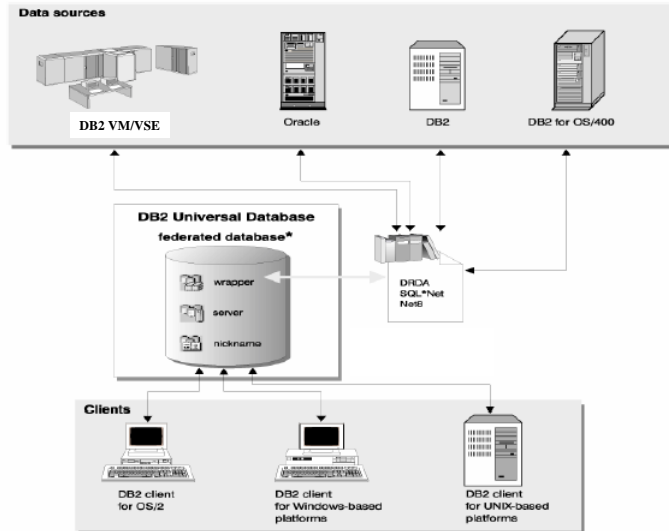 Data sources
DB2 VM/VSE
Oracle
DB2
DB2 for OS/400
DB2 Universal Database
federated database*
wrapper
server
nickname
DRDA
SQL*Net
Net8
Clients
DB2 client
for OS/2
DB2 client
for Windows-based
platforms
DB2 client
for UNIX-based
platforms